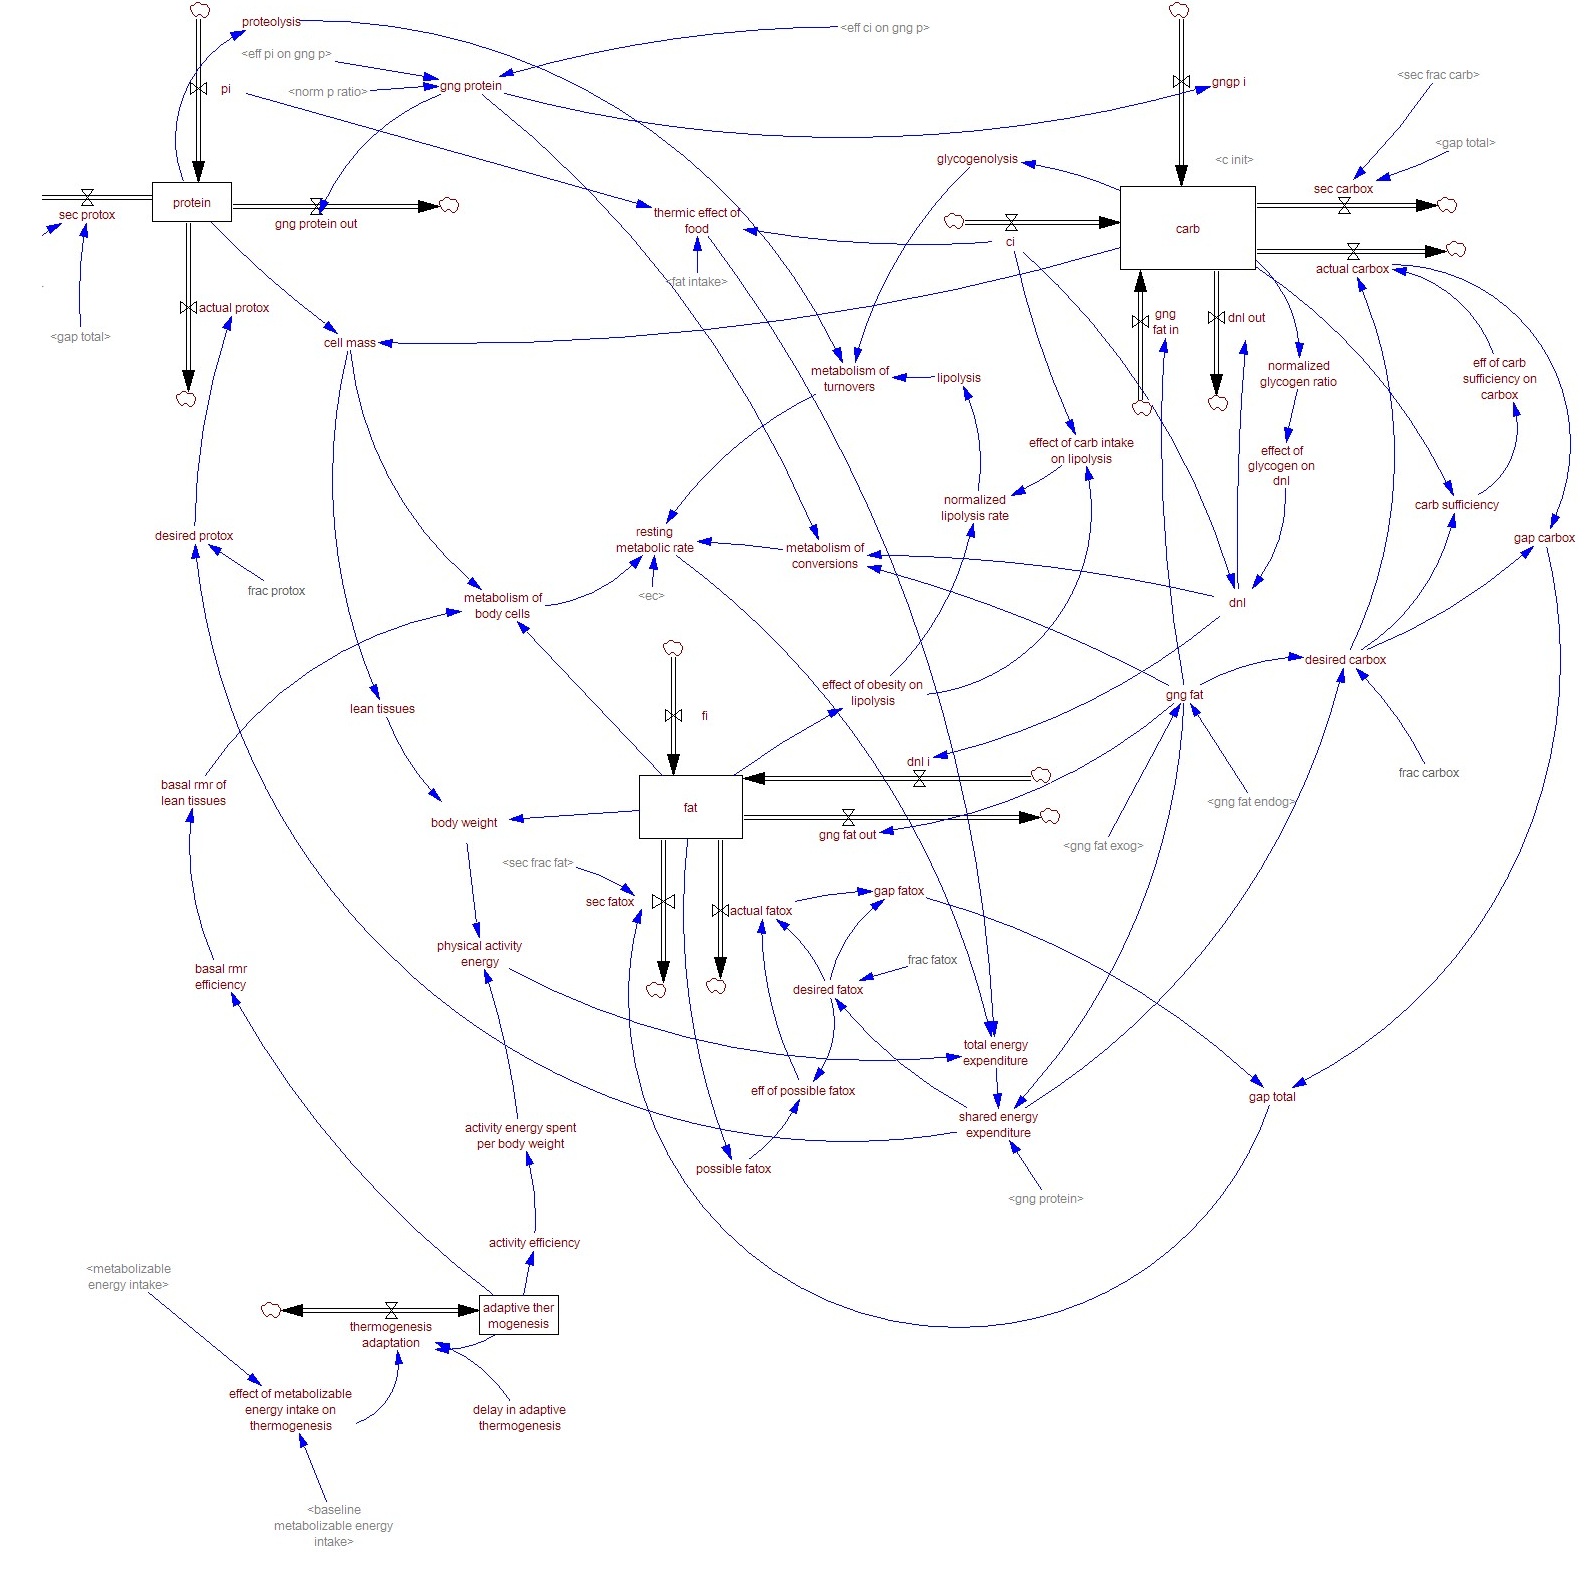 proteolysis
<eff ci on gng p>
<eff pi on gng p>
<sec frac carb>
gng protein
<norm p ratio>
pi
gngp i
<gap total>
glycogenolysis
<c init>
sec carbox
protein
sec protox
gng protein out
thermic effect of
food
ci
carb
actual carbox
<fat intake>
actual protox
gng
fat in
dnl out
<gap total>
cell mass
metabolism of
turnovers
lipolysis
normalized
glycogen ratio
eff of carb
sufficiency on
carbox
effect of carb intake
on lipolysis
effect of
glycogen on
dnl
normalized
lipolysis rate
carb sufficiency
desired protox
resting
metabolic rate
metabolism of
conversions
gap carbox
frac protox
<ec>
metabolism of
body cells
dnl
desired carbox
effect of obesity on
lipolysis
gng fat
lean tissues
fi
dnl i
frac carbox
basal rmr of
lean tissues
<gng fat endog>
fat
body weight
gng fat out
<gng fat exog>
<sec frac fat>
sec fatox
actual fatox
gap fatox
physical activity
energy
frac fatox
basal rmr
efficiency
desired fatox
total energy
expenditure
eff of possible fatox
gap total
activity energy spent
per body weight
shared energy
expenditure
possible fatox
<gng protein>
activity efficiency
<metabolizable
energy intake>
adaptive ther
mogenesis
thermogenesis
adaptation
effect of metabolizable
energy intake on
thermogenesis
delay in adaptive
thermogenesis
<baseline
metabolizable energy
intake>